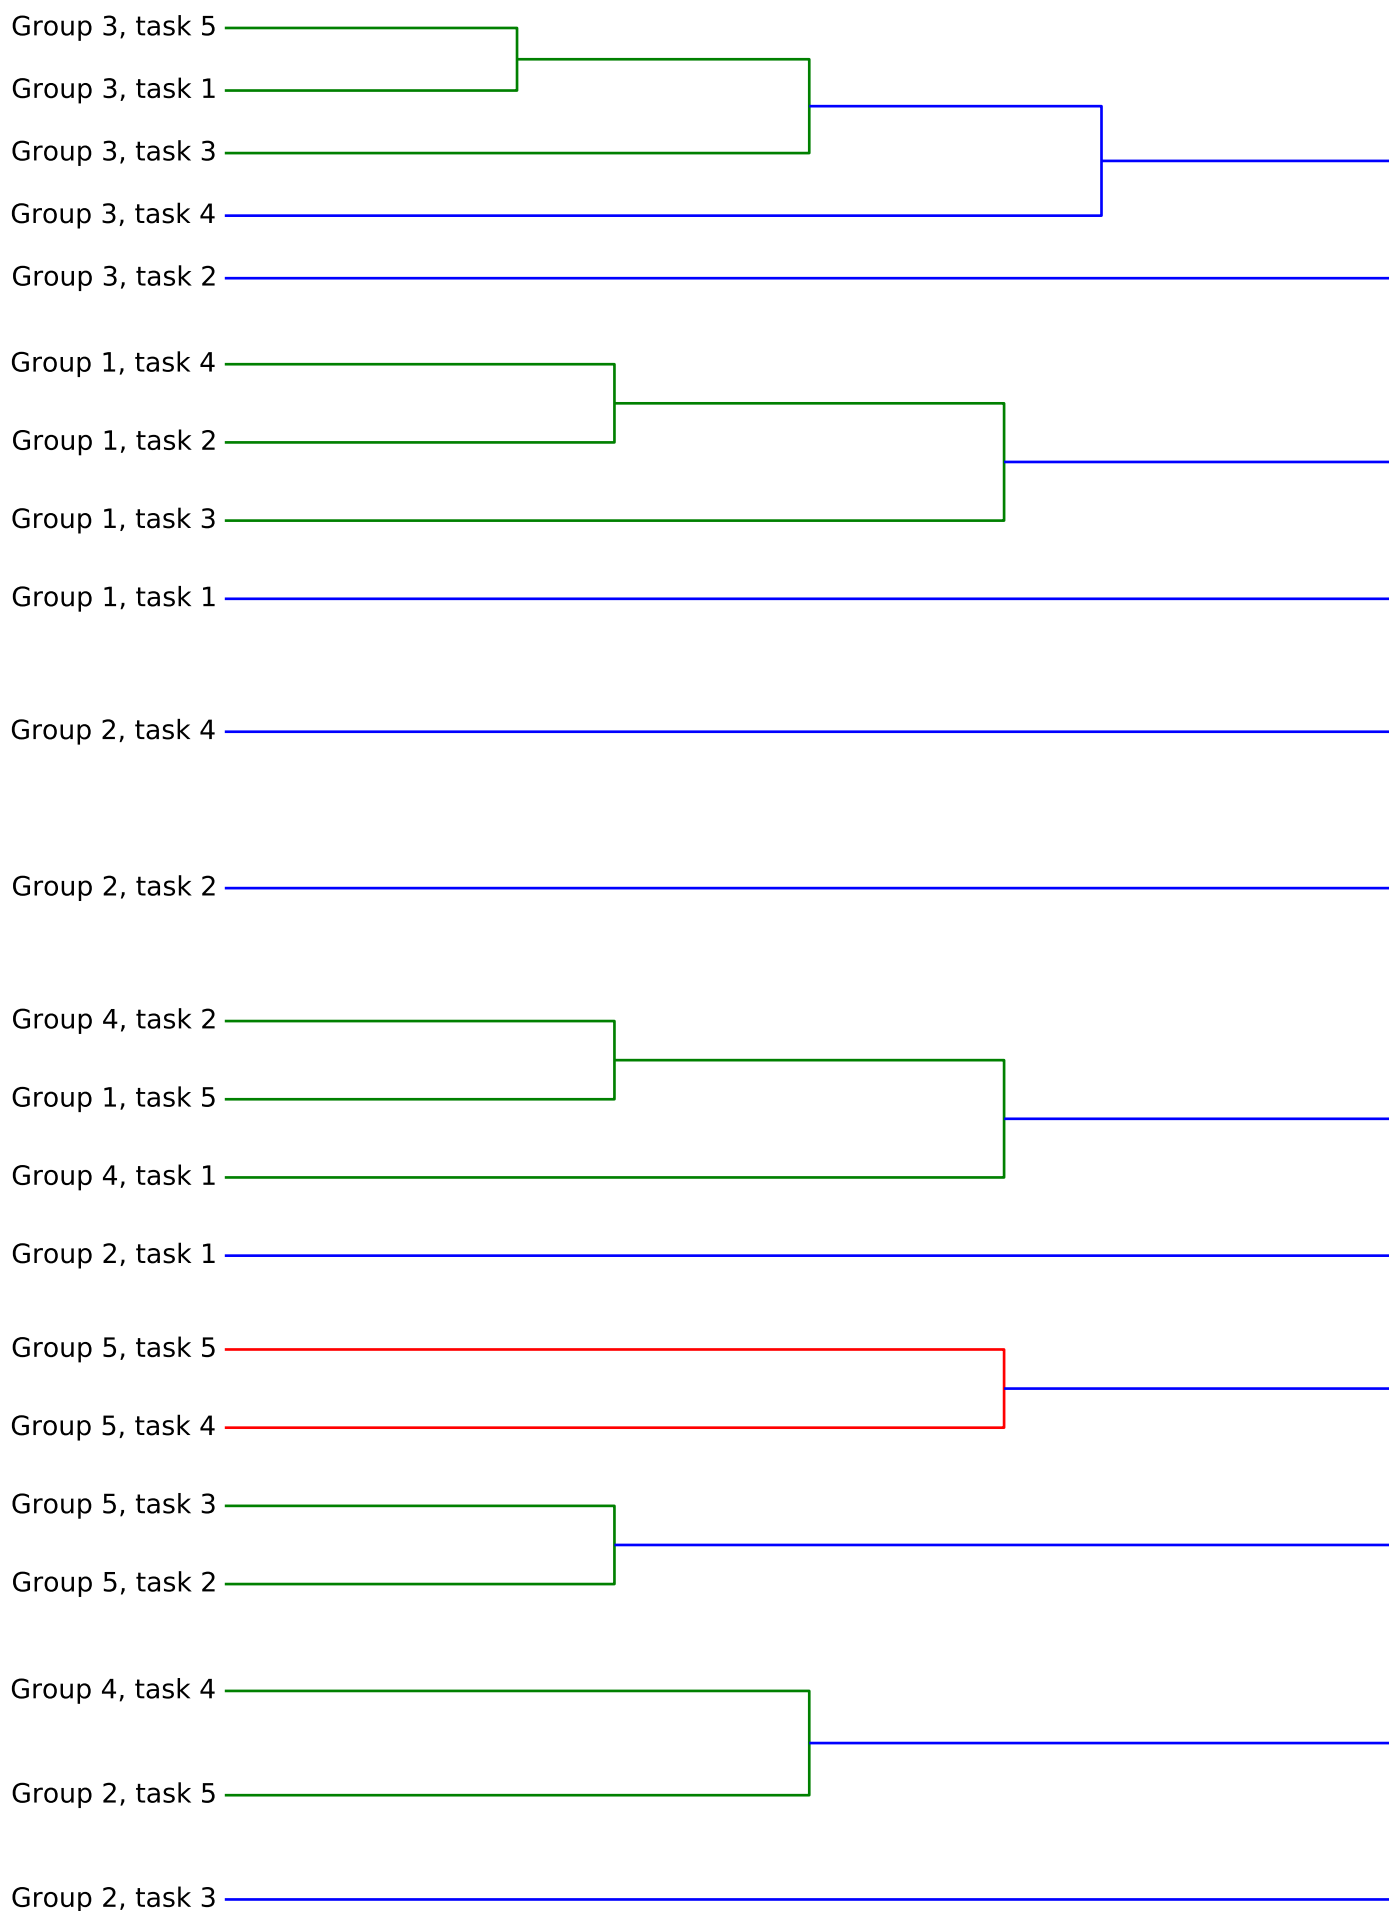 Group 3, task 5
Group 3, task 1
Group 3, task 3
Group 3, task 4
Group 3, task 2
Group 1, task 4
Group 1, task 2
Group 1, task 3
Group 1, task 1
Group 2, task 4
Group 2, task 2
Group 4, task 2
Group 1, task 5
Group 4, task 1
Group 2, task 1
Group 5, task 5
Group 5, task 4
Group 5, task 3
Group 5, task 2
Group 4, task 4
Group 2, task 5
Group 2, task 3